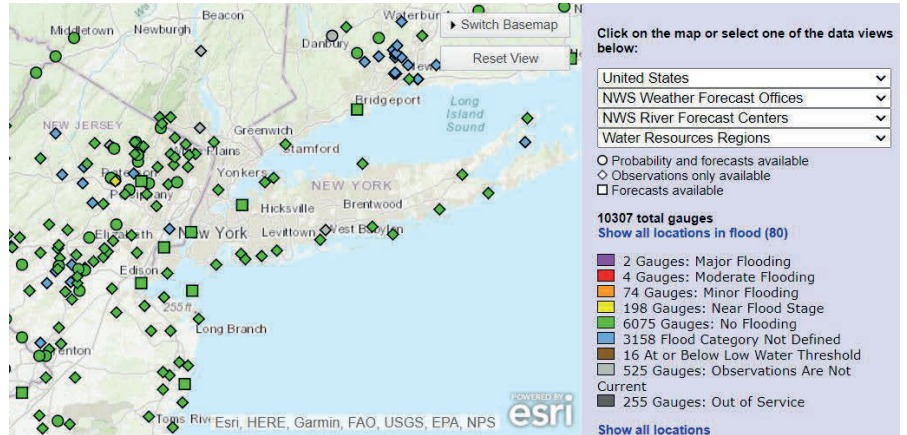 Beacon
Middletown
Newburgh
Waterbur
Switch Basemap
Danbury
New
Reset View
Bridgeport
Long
Island
Sound
NEW JERSEY
Greenwich
Plains
Stamford
Yonkers
NEW YORK
Hicksville
Brentwood
Elizabeth
New York
Levittown
West Babylon
Edison
255 ft
Long Branch
enton
Toms Rive
Esri, HERE, Garmin, FAO, USGS, EPA, NPS
POWERED BY
esri
Click on the map or select one of the data views
below:
United States
NWS Weather Forecast Offices
NWS River Forecast Centers
Water Resources Regions
Probability and forecasts available
Observations only available
Forecasts available
10307 total gauges
Show all locations in flood (80)
2 Gauges: Major Flooding
4 Gauges: Moderate Flooding
74 Gauges: Minor Flooding
198 Gauges: Near Flood Stage
6075 Gauges: No Flooding
3158 Flood Category Not Defined
16 At or Below Low Water Threshold
525 Gauges: Observations Are Not
Current
255 Gauges: Out of Service
Show all locations